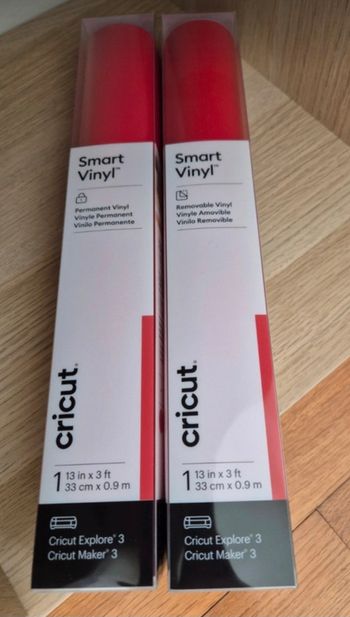 Smart
Vinyl™
Permanent Vinyl
Vinyle Permanent
Vinilo Permanente
cricut®
1 13 in x 3 ft
33 cm x 0.9 m
Cricut Explore® 3
Cricut Maker® 3
Smart
Vinyl™
Removable Vinyl
Vinyle Amovible
Vinilo Removible
cricut®
1 13 in x 3 ft
33 cm x 0.9 m
Cricut Explore® 3
Cricut Maker® 3